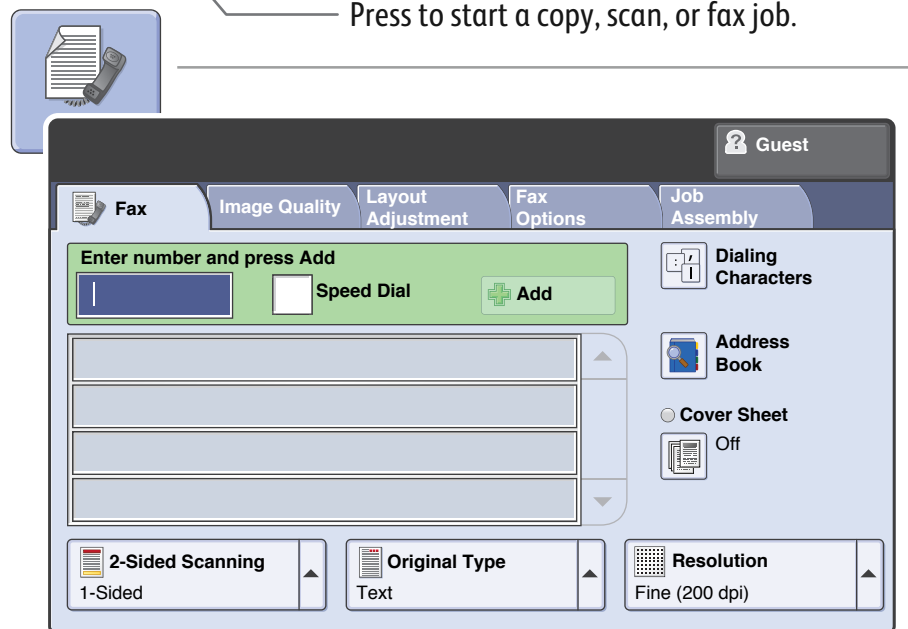 Press to start a copy, scan, or fax job.
Guest
Fax
Image Quality
Layout
Adjustment
Fax
Options
Job
Assembly
Enter number and press Add
Speed Dial
Add
Dialing
Characters
Address
Book
Cover Sheet
Off
2-Sided Scanning
1-Sided
Original Type
Text
Resolution
Fine (200 dpi)